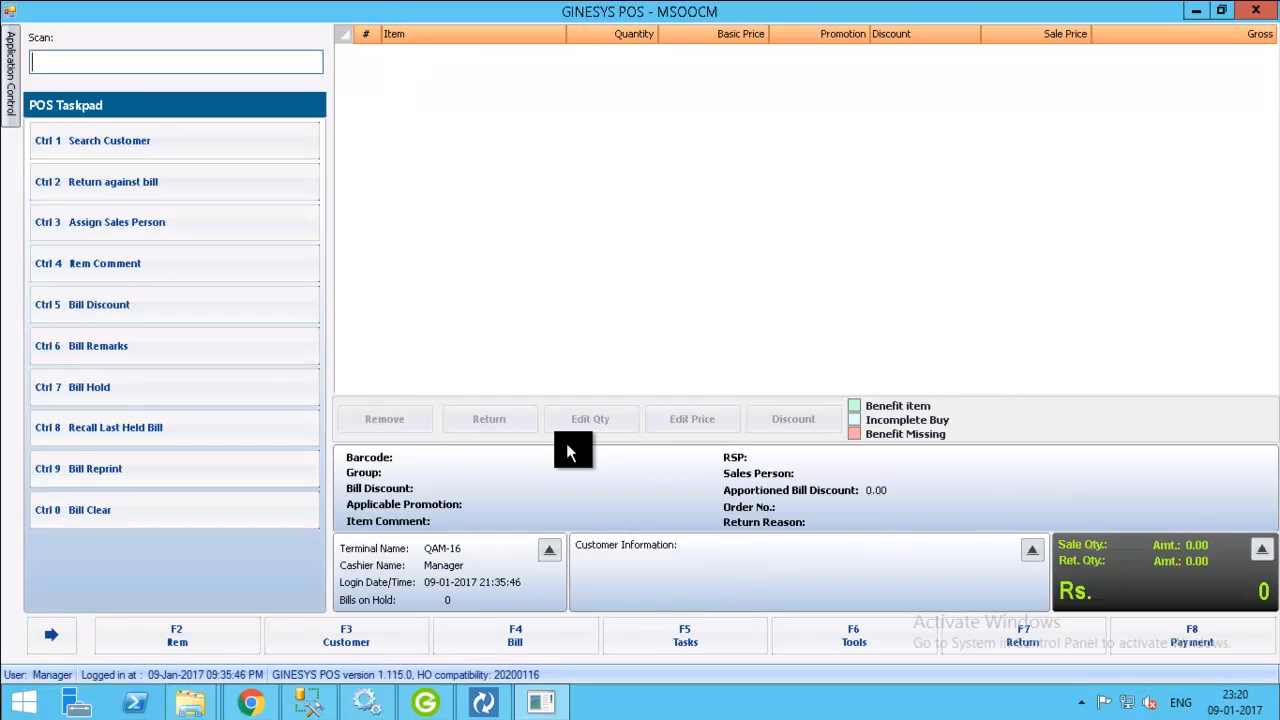 GINESYS POS - MSOOCM
Application Control
Scan:
# Item Quantity Basic Price Promotion Discount Sale Price Gross
POS Taskpad
Ctrl 1 Search Customer
Ctrl 2 Return against bill
Ctrl 3 Assign Sales Person
Ctrl 4 Item Comment
Ctrl 5 Bill Discount
Ctrl 6 Bill Remarks
Ctrl 7 Bill Hold
Ctrl 8 Recall Last Held Bill
Ctrl 9 Bill Reprint
Ctrl 0 Bill Clear
Remove Return Edit Qty Edit Price Discount
Benefit item
Incomplete Buy
Benefit Missing
Barcode:
Group:
Bill Discount:
Applicable Promotion:
Item Comment:
RSP:
Sales Person:
Apportioned Bill Discount: 0.00
Order No.:
Return Reason:
Terminal Name: QAM-16
Cashier Name: Manager
Login Date/Time: 09-01-2017 21:35:46
Bills on Hold: 0
Customer Information:
Sale Qty.: Amt.: 0.00
Ret. Qty.: Amt.: 0.00
Rs. 0
F2 Item
F3 Customer
F4 Bill
F5 Tasks
F6 Tools
F7 Return
F8 Payment
Activate Windows
Go to System in Control Panel to activate Windows.
User: Manager Logged in at : 09-Jan-2017 09:35:46 PM GINESYS POS version 1.115.0, HO compatibility: 20200116
ENG
23:20
09-01-2017